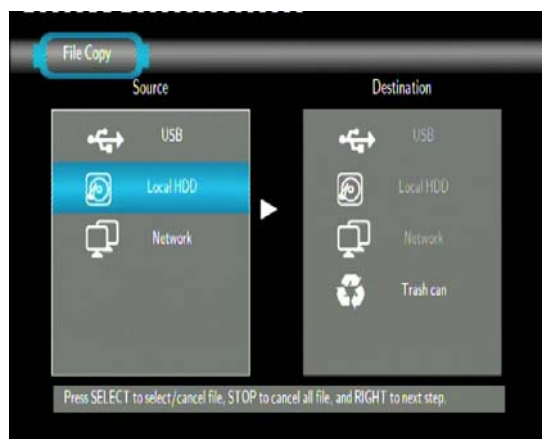 File Copy
Source
Destination
USB
Local HDD
Network
USB
Local HDD
Network
Trash can
Press SELECT to select/cancel file, STOP to cancel all file, and RIGHT to next step.